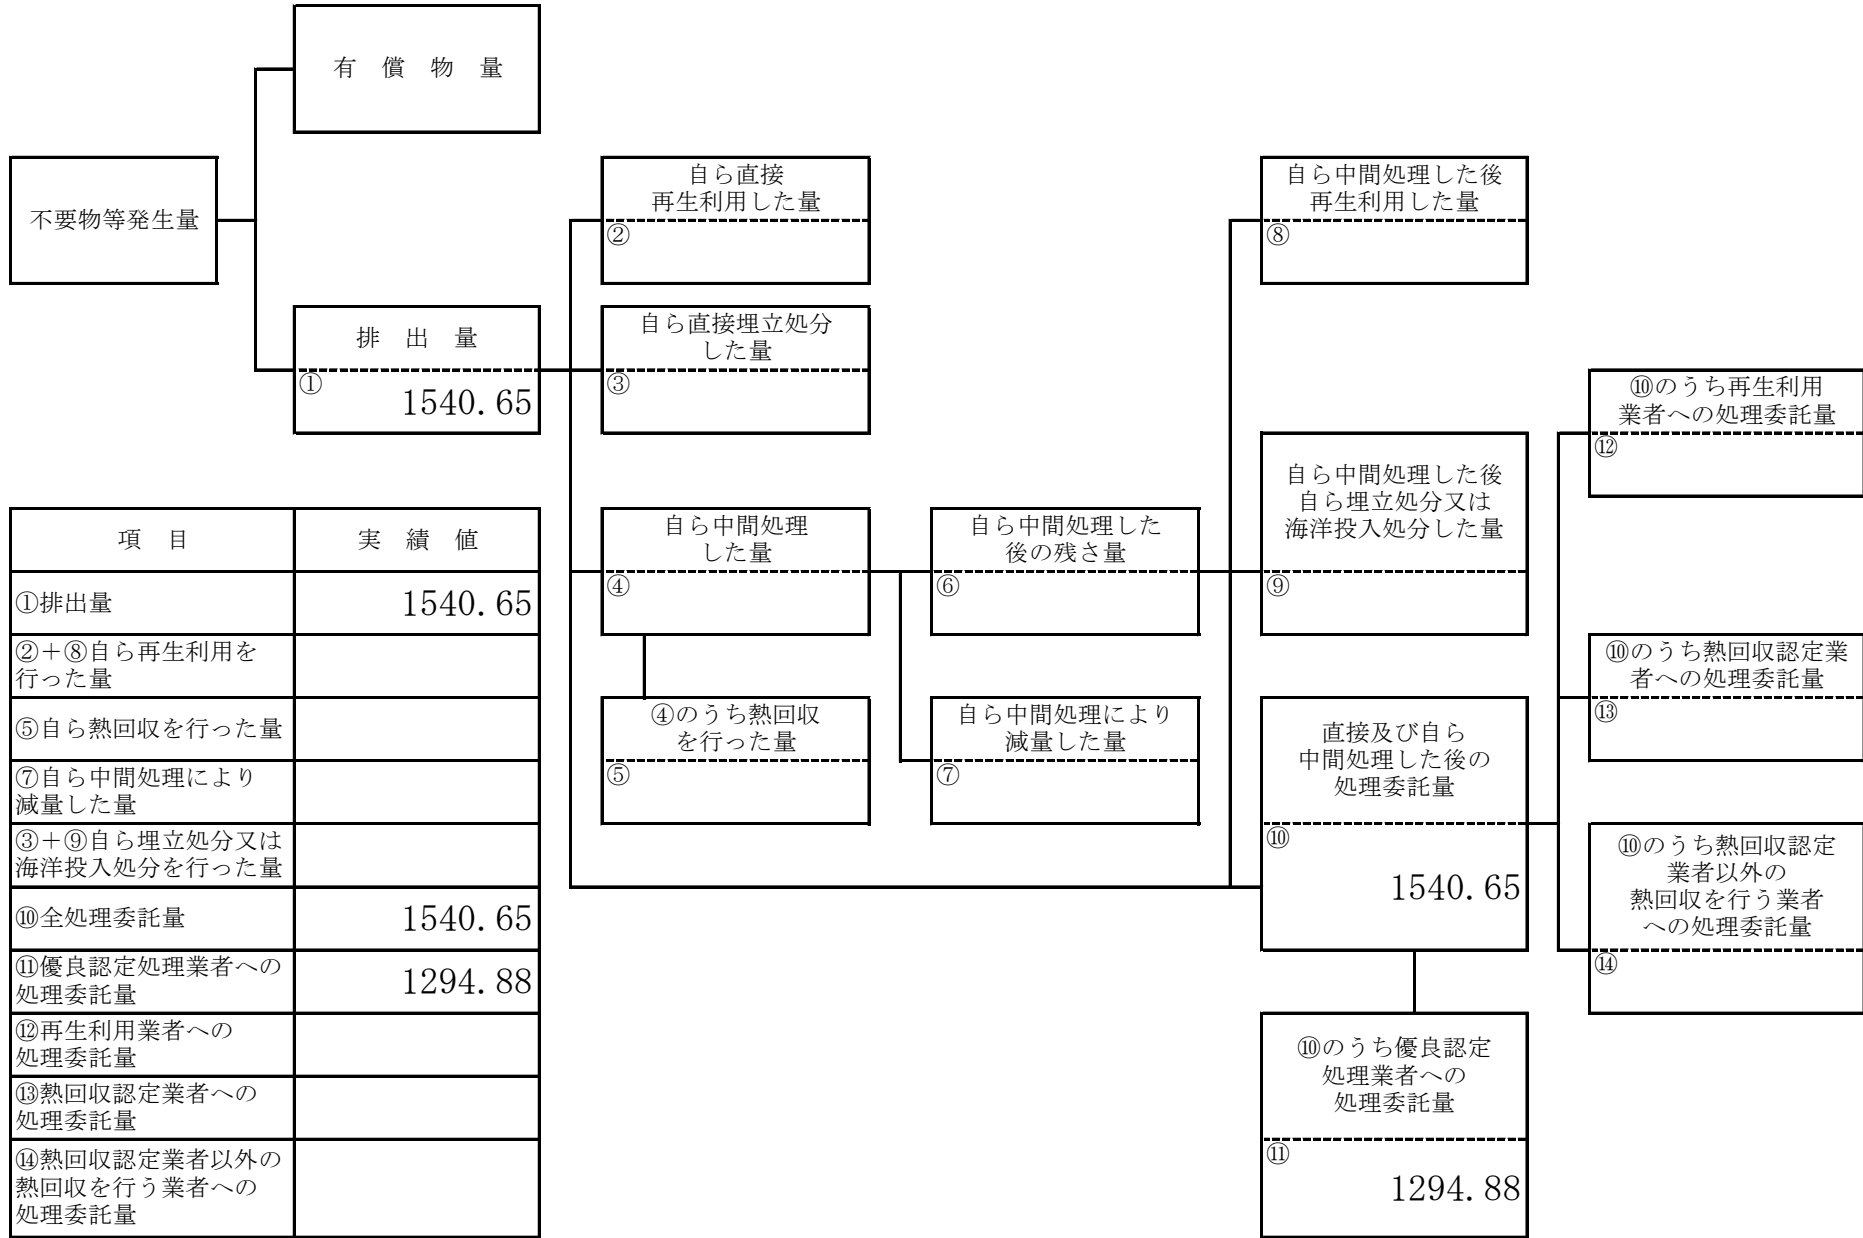 有　償　物　量
不要物等発生量
排　出　量
①
1540.65
自ら直接
再生利用した量
②
自ら直接埋立処分
した量
③
自ら中間処理
した量
④
④のうち熱回収
を行った量
⑤
自ら中間処理した
後の残さ量
⑥
自ら中間処理により
減量した量
⑦
自ら中間処理した後
再生利用した量
⑧
自ら中間処理した後
自ら埋立処分又は
海洋投入処分した量
⑨
直接及び自ら
中間処理した後の
処理委託量
⑩
1540.65
⑩のうち優良認定
処理業者への
処理委託量
⑪
1294.88
⑩のうち再生利用
業者への処理委託量
⑫
⑩のうち熱回収認定業
者への処理委託量
⑬
⑩のうち熱回収認定
業者以外の
熱回収を行う業者
への処理委託量
⑭
項　目　実　績　値
①排出量　1540.65
②＋⑧自ら再生利用を
行った量
⑤自ら熱回収を行った量
⑦自ら中間処理により
減量した量
③＋⑨自ら埋立処分又は
海洋投入処分を行った量
⑩全処理委託量　1540.65
⑪優良認定処理業者への
処理委託量　1294.88
⑫再生利用業者への
処理委託量
⑬熱回収認定業者への
処理委託量
⑭熱回収認定業者以外の
熱回収を行う業者への
処理委託量